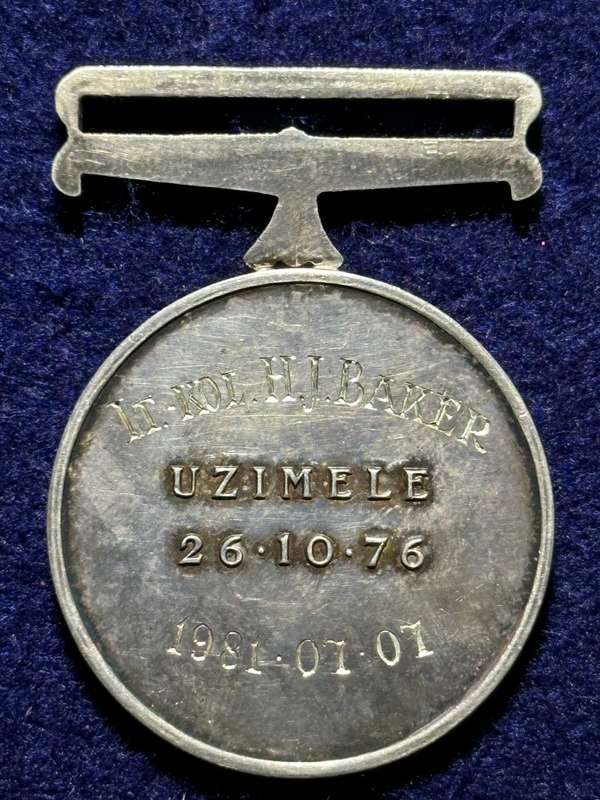 LT.-KOL. H.J. BAKER
UZIMELE
26·10·76
1981·07·07